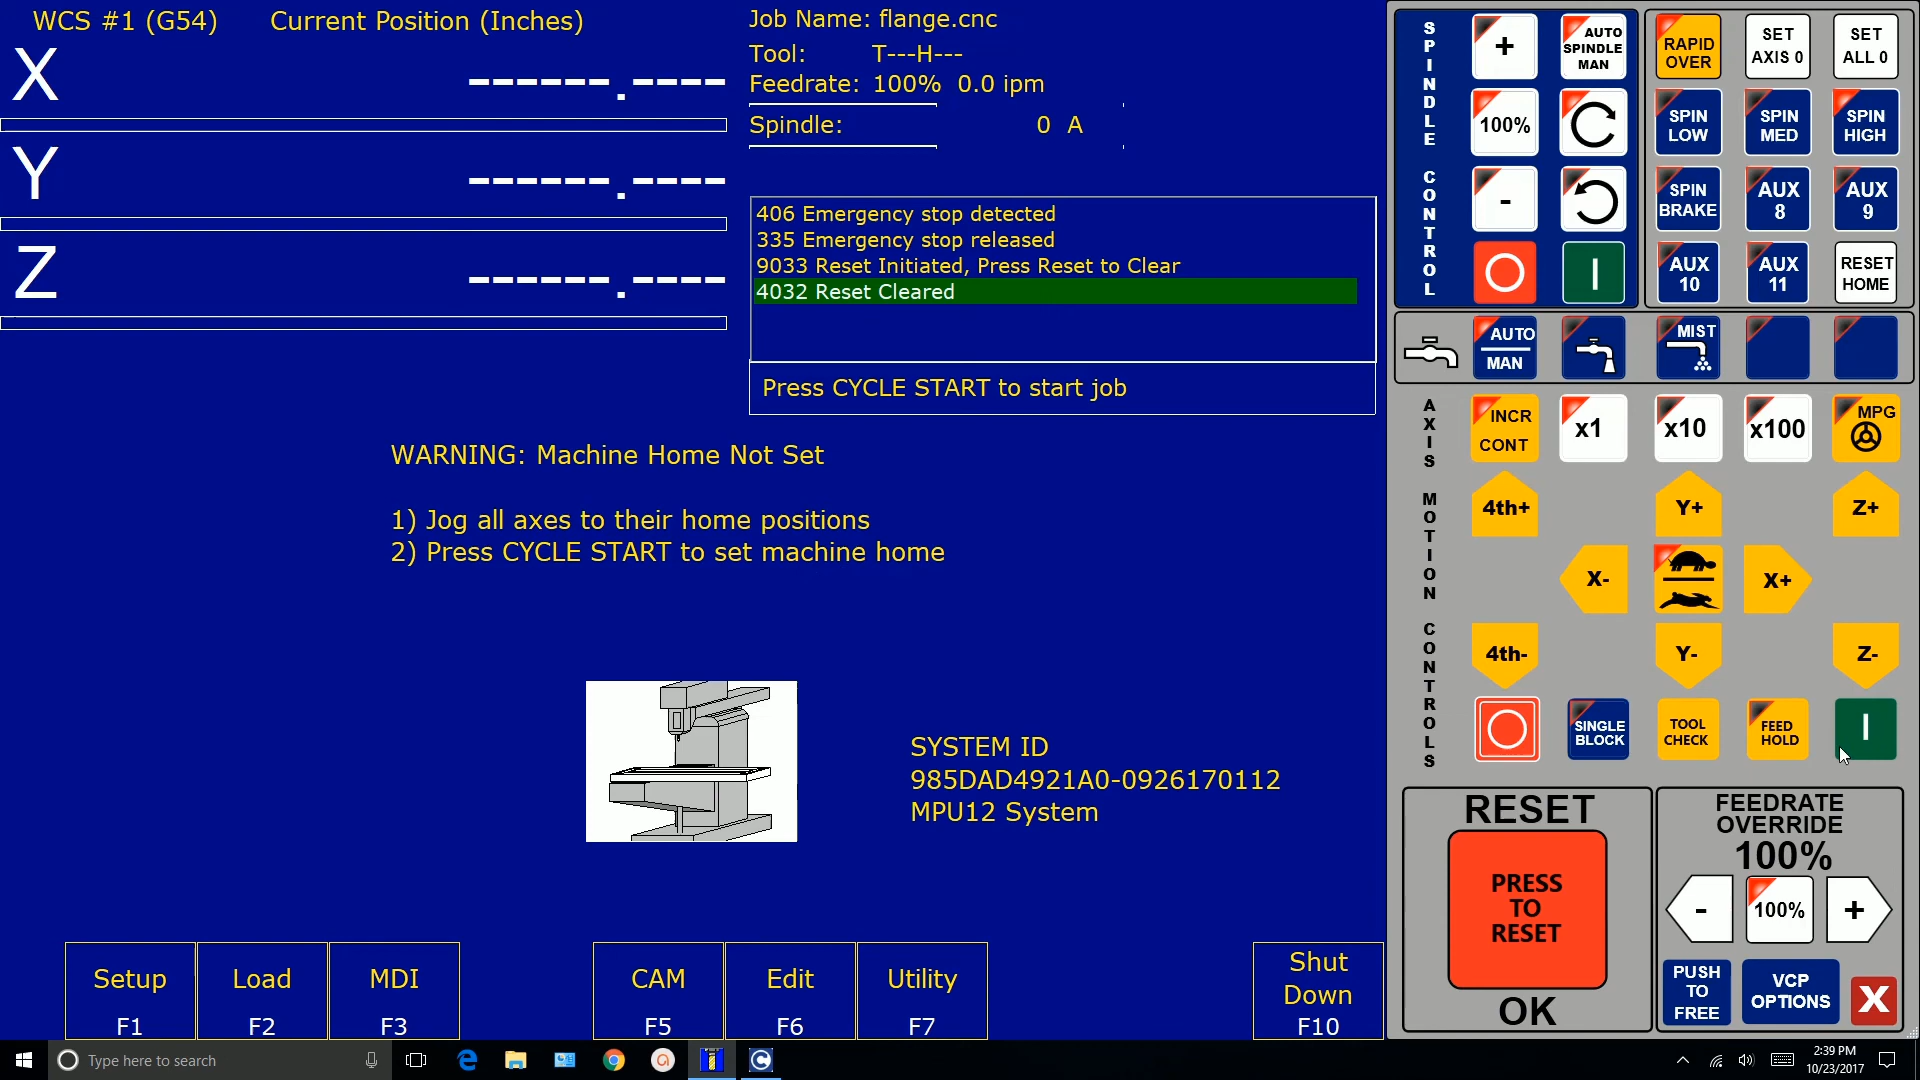 WCS #1 (G54) Current Position (Inches)
X ------.----
Y ------.----
Z ------.----
Job Name: flange.cnc
Tool: T---H---
Feedrate: 100% 0.0 ipm
Spindle: 0 A
406 Emergency stop detected
335 Emergency stop released
9033 Reset Initiated, Press Reset to Clear
4032 Reset Cleared
Press CYCLE START to start job
WARNING: Machine Home Not Set
1) Jog all axes to their home positions
2) Press CYCLE START to set machine home
SYSTEM ID
985DAD4921A0-0926170112
MPU12 System
Setup
F1
Load
F2
MDI
F3
CAM
F5
Edit
F6
Utility
F7
Shut
Down
F10
SPINDLE CONTROL
+
AUTO
SPINDLE
MAN
100%
-
RAPID
OVER
SET
AXIS 0
SET
ALL 0
SPIN
LOW
SPIN
MED
SPIN
HIGH
SPIN
BRAKE
AUX
8
AUX
9
AUX
10
AUX
11
RESET
HOME
AUTO
MAN
MIST
AXIS MOTION CONTROLS
INCR
CONT
x1
x10
x100
MPG
4th+
Y+
Z+
X-
X+
4th-
Y-
Z-
SINGLE
BLOCK
TOOL
CHECK
FEED
HOLD
RESET
PRESS
TO
RESET
OK
FEEDRATE
OVERRIDE
100%
-
100%
+
PUSH
TO
FREE
VCP
OPTIONS
X
Type here to search
2:39 PM
10/23/2017